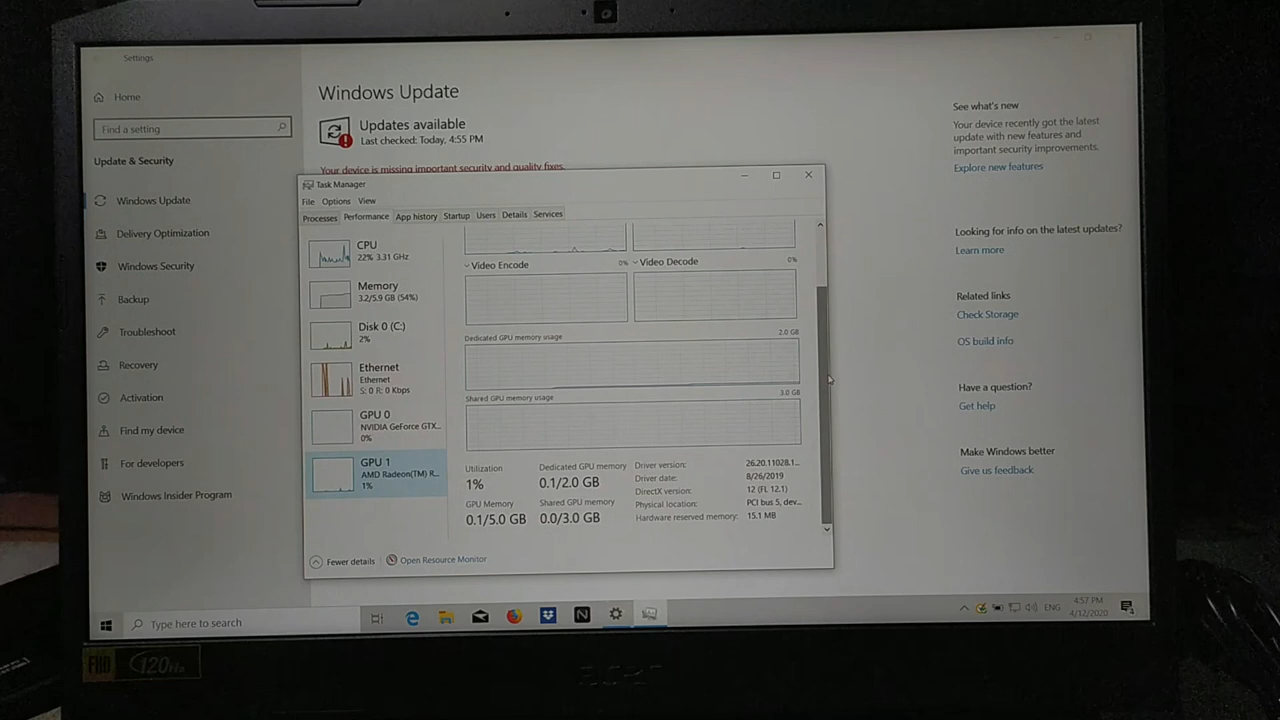 Settings
Home
Find a setting
Update & Security
Windows Update
Delivery Optimization
Windows Security
Backup
Troubleshoot
Recovery
Activation
Find my device
For developers
Windows Insider Program
Windows Update
Updates available
Last checked: Today, 4:55 PM
Your device is missing important security and quality fixes.
See what's new
Your device recently got the latest
update with new features and
important security improvements.
Explore new features
Looking for info on the latest updates?
Learn more
Related links
Check Storage
OS build info
Have a question?
Get help
Make Windows better
Give us feedback
Task Manager
File Options View
Processes Performance App history Startup Users Details Services
CPU
22% 3.31 GHz
Memory
3.2/5.9 GB (54%)
Disk 0 (C:)
2%
Ethernet
Ethernet
S: 0 R: 0 Kbps
GPU 0
NVIDIA GeForce GTX...
0%
GPU 1
AMD Radeon(TM) R...
1%
Video Encode 0% Video Decode 0%
Dedicated GPU memory usage 2.0 GB
Shared GPU memory usage 3.0 GB
Utilization
1%
Dedicated GPU memory
0.1/2.0 GB
GPU Memory
0.1/5.0 GB
Shared GPU memory
0.0/3.0 GB
Driver version: 26.20.11028.1...
Driver date: 8/26/2019
DirectX version: 12 (FL 12.1)
Physical location: PCI bus 5, dev...
Hardware reserved memory: 15.1 MB
Fewer details
Open Resource Monitor
Type here to search
ENG
4:57 PM
4/12/2020
FHD 120Hz
acer